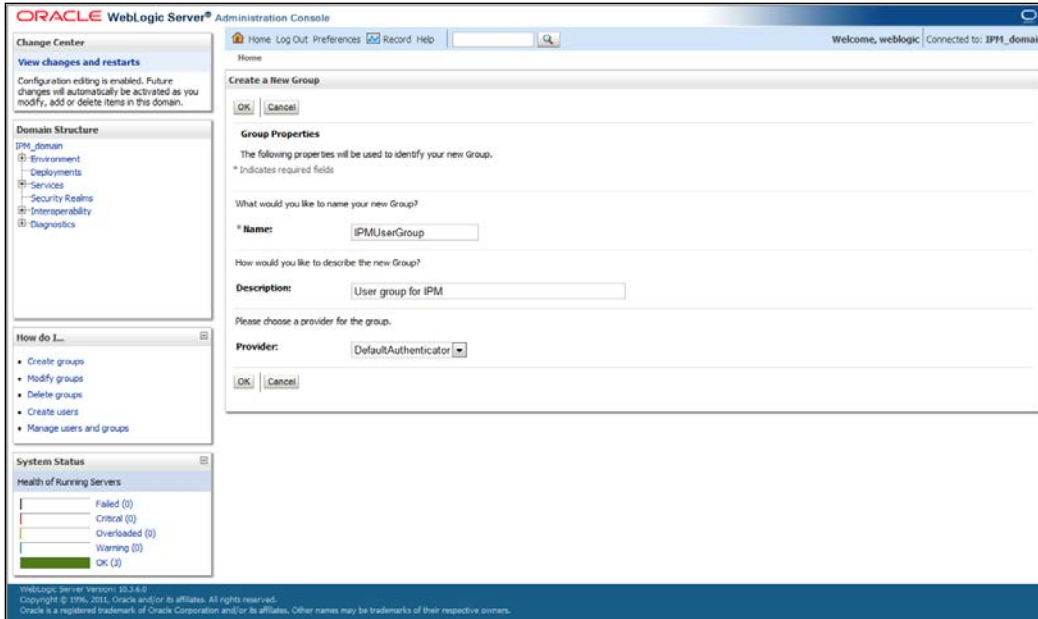 ORACLE WebLogic Server® Administration Console
Change Center
View changes and restarts
Configuration editing is enabled. Future
changes will automatically be activated as you
modify, add or delete items in this domain.
Domain Structure
IPM_domain
Environment
Deployments
Services
Security Realms
Interoperability
Diagnostics
How do I...
Create groups
Modify groups
Delete groups
Create users
Manage users and groups
System Status
Health of Running Servers
Failed (0)
Critical (0)
Overloaded (0)
Warning (0)
OK (3)
Home Log Out Preferences Record Help
Welcome, weblogic Connected to: IPM_domai
Home
Create a New Group
OK Cancel
Group Properties
The following properties will be used to identify your new Group.
* Indicates required fields
What would you like to name your new Group?
* Name: IPMUserGroup
How would you like to describe the new Group?
Description: User group for IPM
Please choose a provider for the group.
Provider: DefaultAuthenticator
OK Cancel
WebLogic Server Version: 10.3.6.0
Copyright © 1996, 2011, Oracle and/or its affiliates. All rights reserved.
Oracle is a registered trademark of Oracle Corporation and/or its affiliates. Other names may be trademarks of their respective owners.